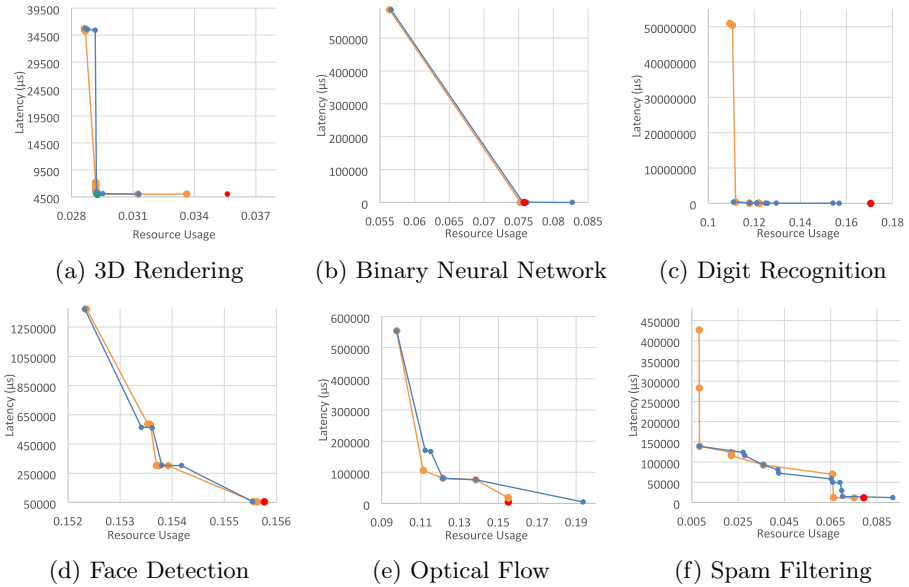 39500
34500
29500
24500
19500
14500
9500
4500
Latency (μs)
0.028 0.031 0.034 0.037
Resource Usage
(a) 3D Rendering
500000
400000
300000
200000
100000
0
Latency (μs)
0.055 0.065 0.075 0.085
Resource Usage
(b) Binary Neural Network
50000000
40000000
30000000
20000000
10000000
0
Latency (μs)
0.1 0.12 0.14 0.16 0.18
Resource Usage
(c) Digit Recognition
1250000
1050000
850000
650000
450000
250000
50000
Latency (μs)
0.152 0.153 0.154 0.155 0.156
Resource Usage
(d) Face Detection
600000
500000
400000
300000
200000
100000
0
Latency (μs)
0.09 0.11 0.13 0.15 0.17 0.19
Resource Usage
(e) Optical Flow
450000
400000
350000
300000
250000
200000
150000
100000
50000
0
Latency (μs)
0.005 0.025 0.045 0.065 0.085
Resource Usage
(f) Spam Filtering